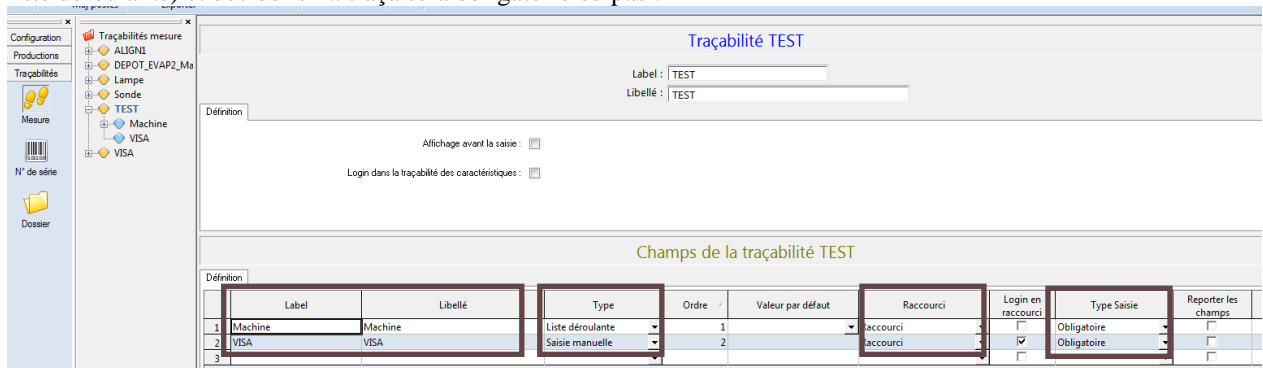 Maj postes
Configuration
Productions
Traçabilités
Mesure
N° de série
Dossier
Traçabilités mesure
ALIGN1
DEPOT_EVAP2_Ma
Lampe
Sonde
TEST
Machine
VISA
VISA
Traçabilité TEST
Label : TEST
Libellé : TEST
Définition
Affichage avant la saisie :
Login dans la traçabilité des caractéristiques :
Champs de la traçabilité TEST
Définition
Label Libellé Type Ordre Valeur par défaut Raccourci Login en raccourci Type Saisie Reporter les champs
1 Machine Machine Liste déroulante 1 Raccourci Obligatoire
2 VISA VISA Saisie manuelle 2 Raccourci Obligatoire
3